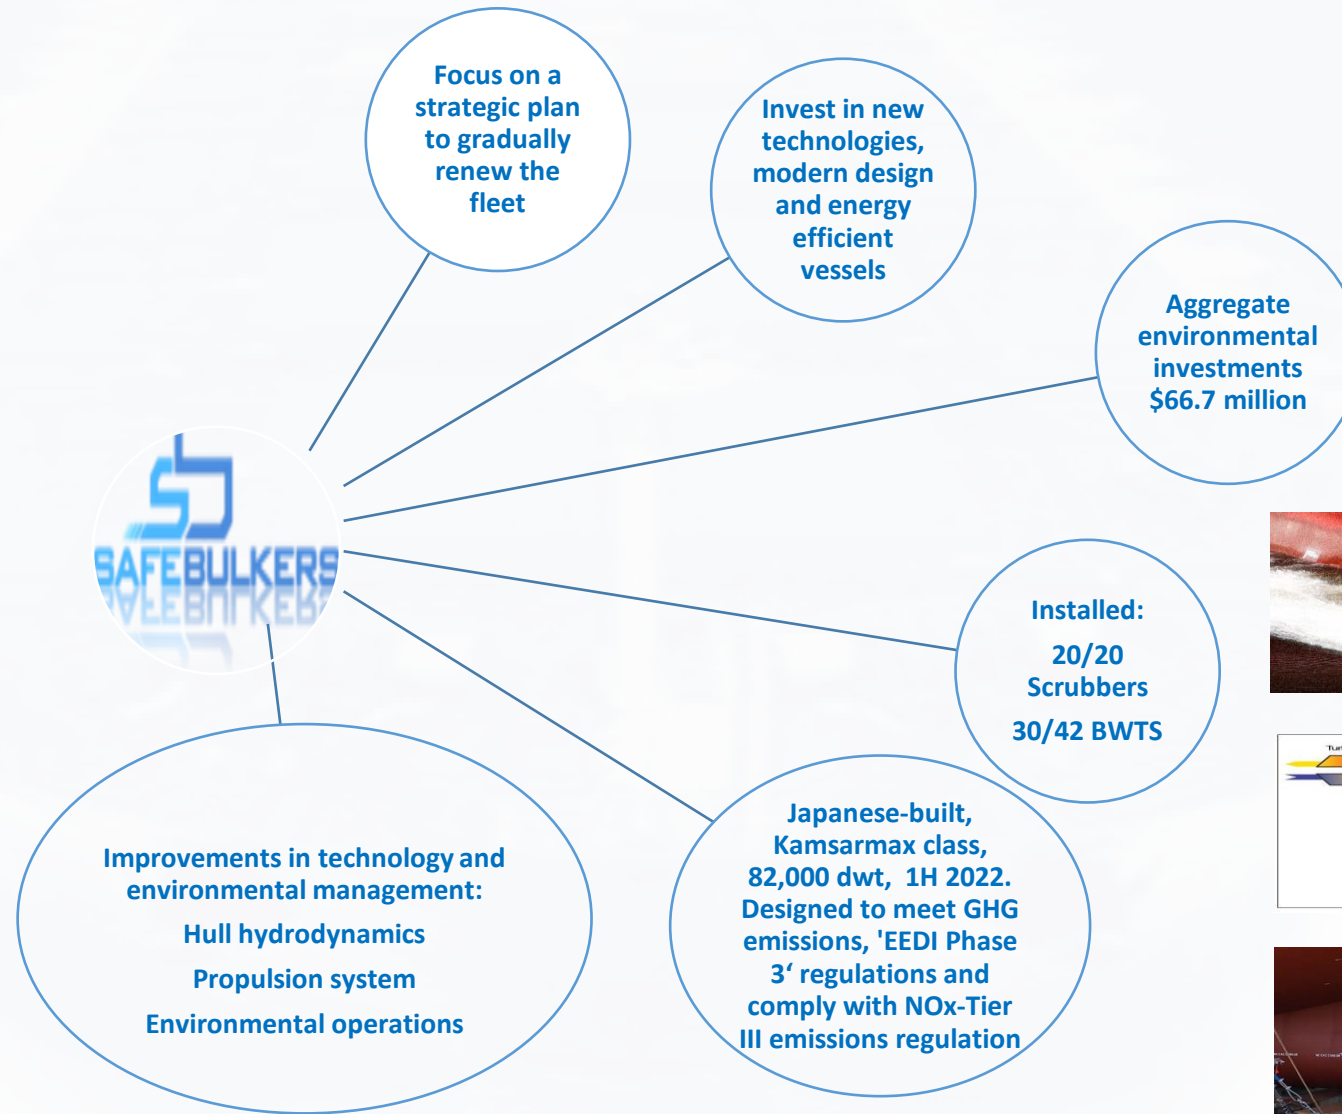 Focus on a
strategic plan
to gradually
renew the
fleet
Invest in new
technologies,
modern design
and energy
efficient
vessels
Aggregate
environmental
investments
$66.7 million
SAFEBULKERS
Installed:
20/20
Scrubbers
30/42 BWTS
Japanese-built,
Kamsarmax class,
82,000 dwt,  1H 2022.
Designed to meet GHG
emissions, 'EEDI Phase
3‘ regulations and
comply with NOx-Tier
III emissions regulation
Improvements in technology and
environmental management:
Hull hydrodynamics
Propulsion system
Environmental operations